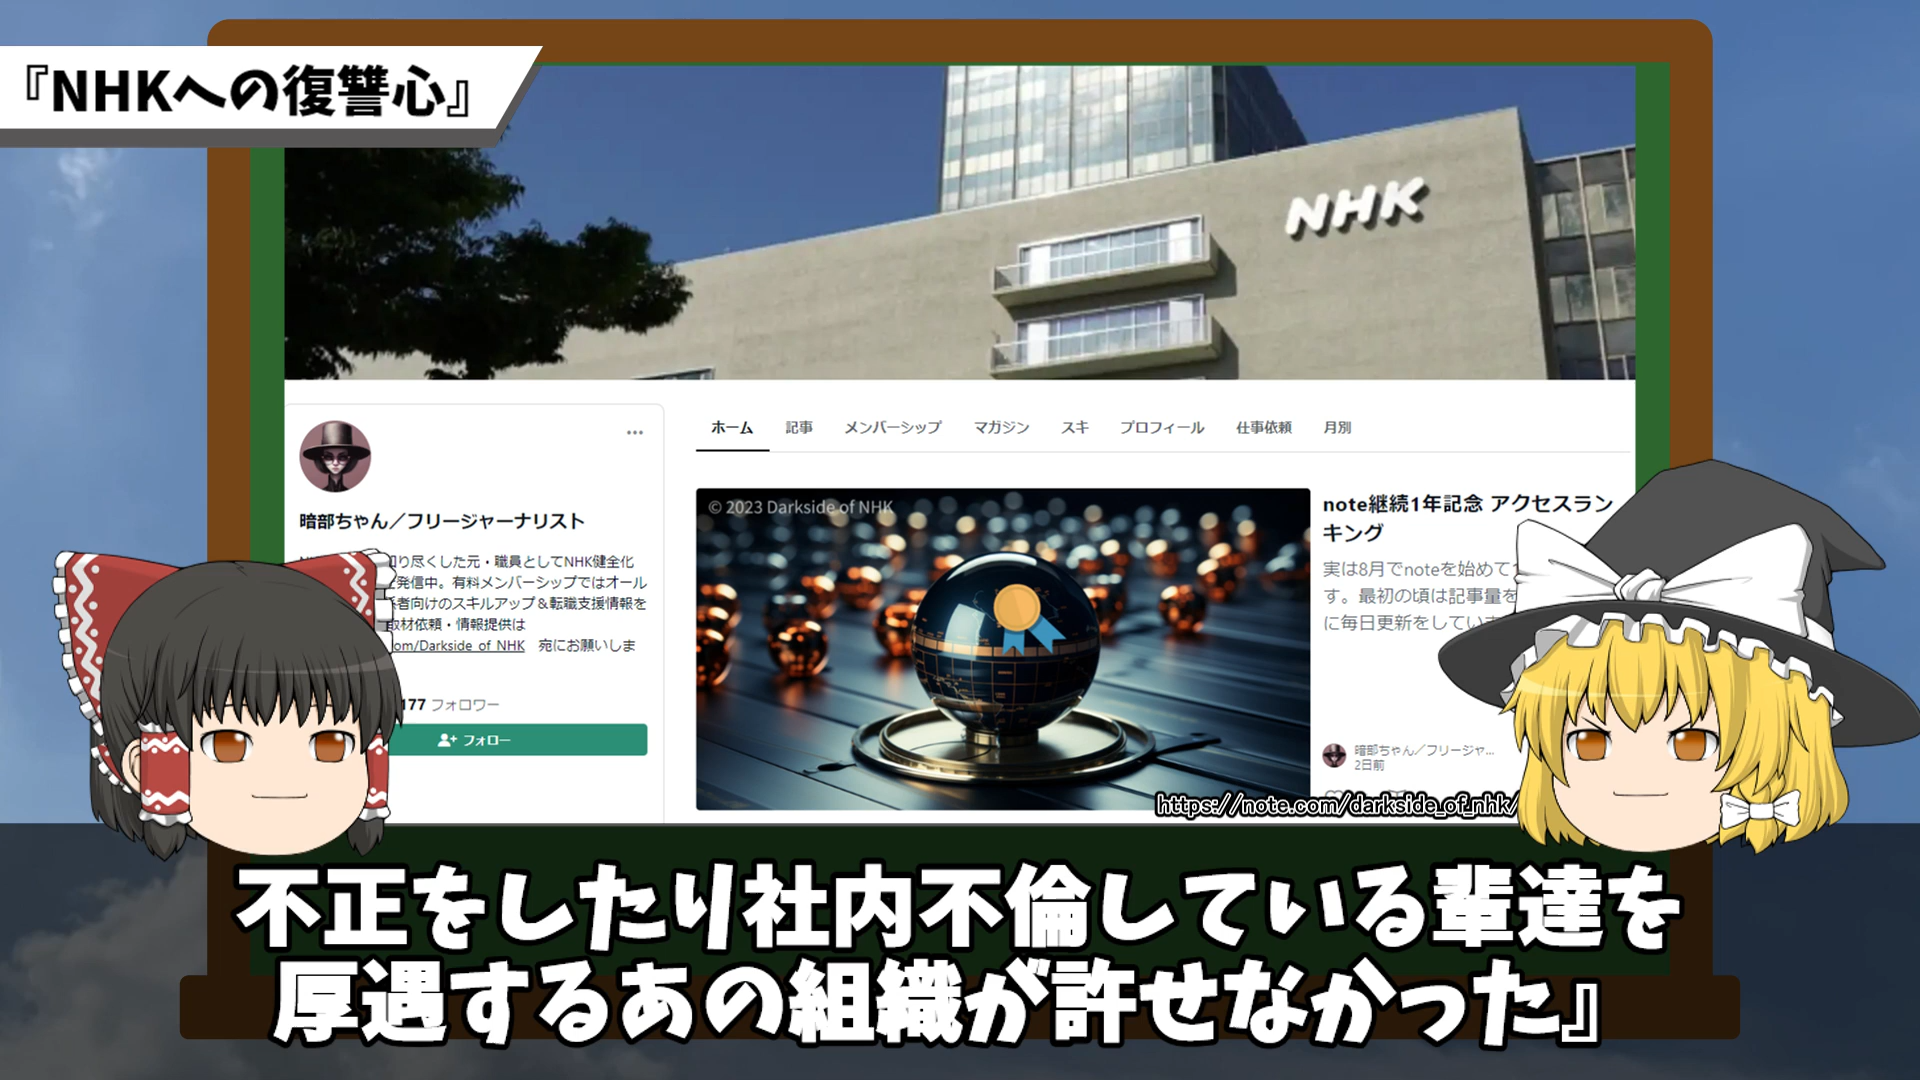 『NHKへの復讐心』
NHK
ホーム 記事 メンバーシップ マガジン スキ プロフィール 仕事依頼 月別
© 2023 Darkside of NHK
note継続1年記念 アクセスラン
キング
実は8月でnoteを始めて
す。最初の頃は記事量を
に毎日更新をしていま
暗部ちゃん／フリージャ...
2日前
暗部ちゃん／フリージャーナリスト
り尽くした元・職員としてNHK健全化
発信中。有料メンバーシップではオール
者向けのスキルアップ＆転職支援情報を
取材依頼・情報提供は
om/Darkside_of_NHK 宛にお願いしま
177 フォロワー
フォロー
https://note.com/darkside_of_nhk/
不正をしたり社内不倫している輩達を
厚遇するあの組織が許せなかった』